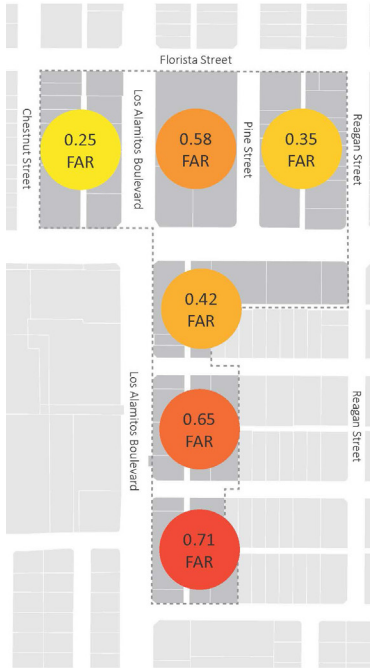 Florista Street
Chestnut Street
0.25
FAR
Los Alamitos Boulevard
0.58
FAR
Pine Street
0.35
FAR
Reagan Street
0.42
FAR
Los Alamitos Boulevard
0.65
FAR
Reagan Street
0.71
FAR